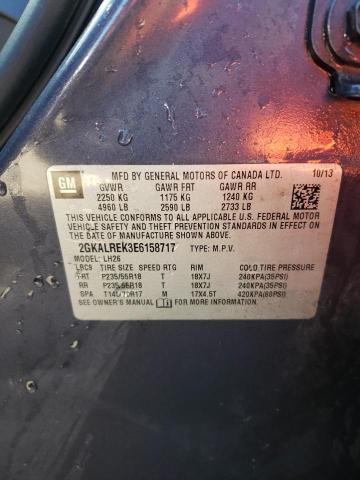 GM
MFD BY GENERAL MOTORS OF CANADA LTD. 10/13
GVWR GAWR FRT GAWR RR
2250 KG 1175 KG 1240 KG
4960 LB 2590 LB 2733 LB
THIS VEHICLE CONFORMS TO ALL APPLICABLE U.S. FEDERAL MOTOR
VEHICLE SAFETY, BUMPER, AND THEFT PREVENTION STANDARDS
IN EFFECT ON THE DATE OF MANUFACTURE SHOWN ABOVE.
2GKALREK3E6158717 TYPE: M.P.V.
MODEL: LH26
TIRE SIZE RIM COLD TIRE PRESSURE
FRT P235/55R18 T 18X7J 240KPA(35PSI)
RR P235/55R18 T 18X7J 240KPA(35PSI)
SPA M 17X4.5T 420KPA(60PSI)
SEE OWNER'S MANUAL FOR ADDITIONAL INFORMATION.